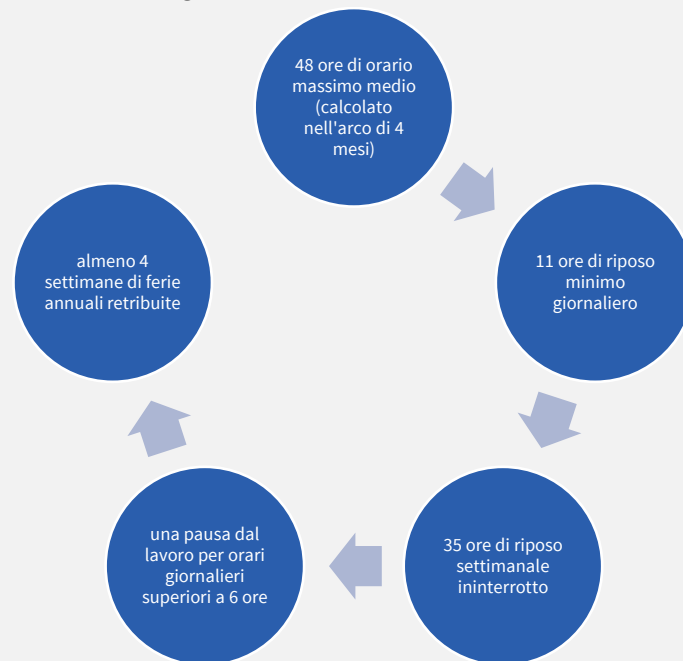 48 ore di orario
massimo medio
(calcolato
nell'arco di 4
mesi)
11 ore di riposo
minimo
giornaliero
35 ore di riposo
settimanale
ininterrotto
una pausa dal
lavoro per orari
giornalieri
superiori a 6 ore
almeno 4
settimane di ferie
annuali retribuite